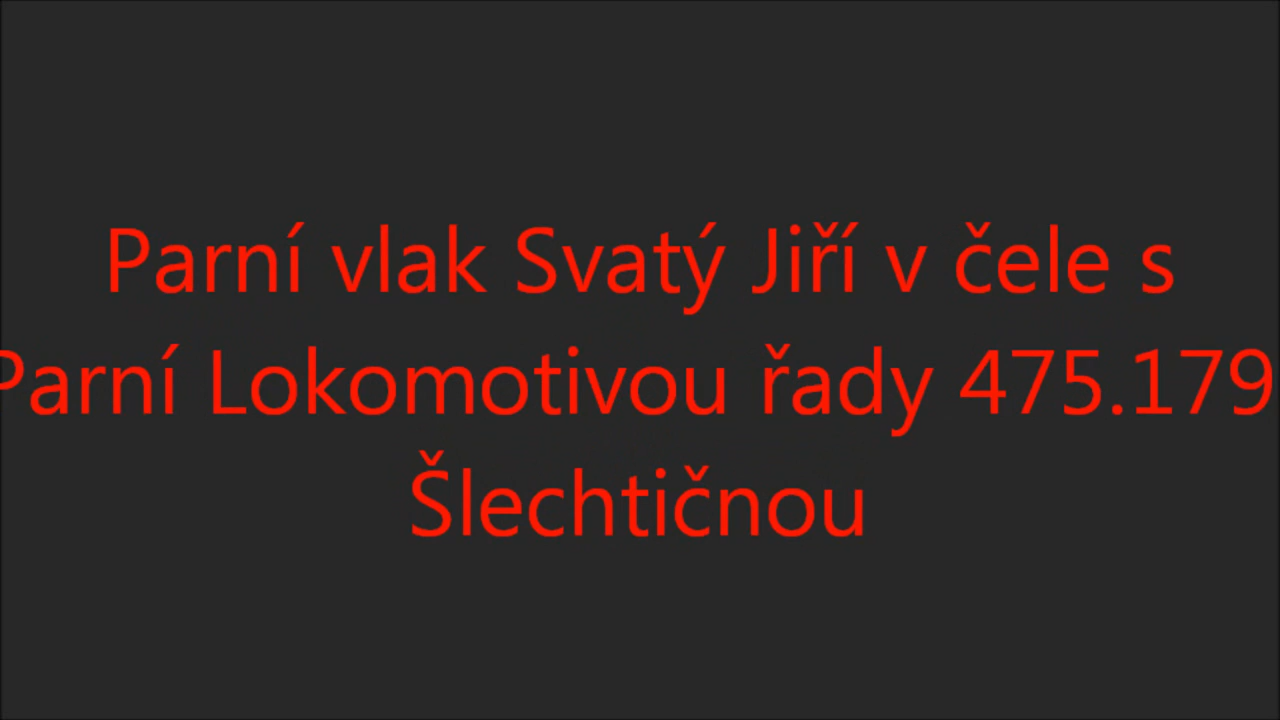 Parní vlak Svatý Jiří v čele s
Parní Lokomotivou řady 475.179
Šlechtičnou